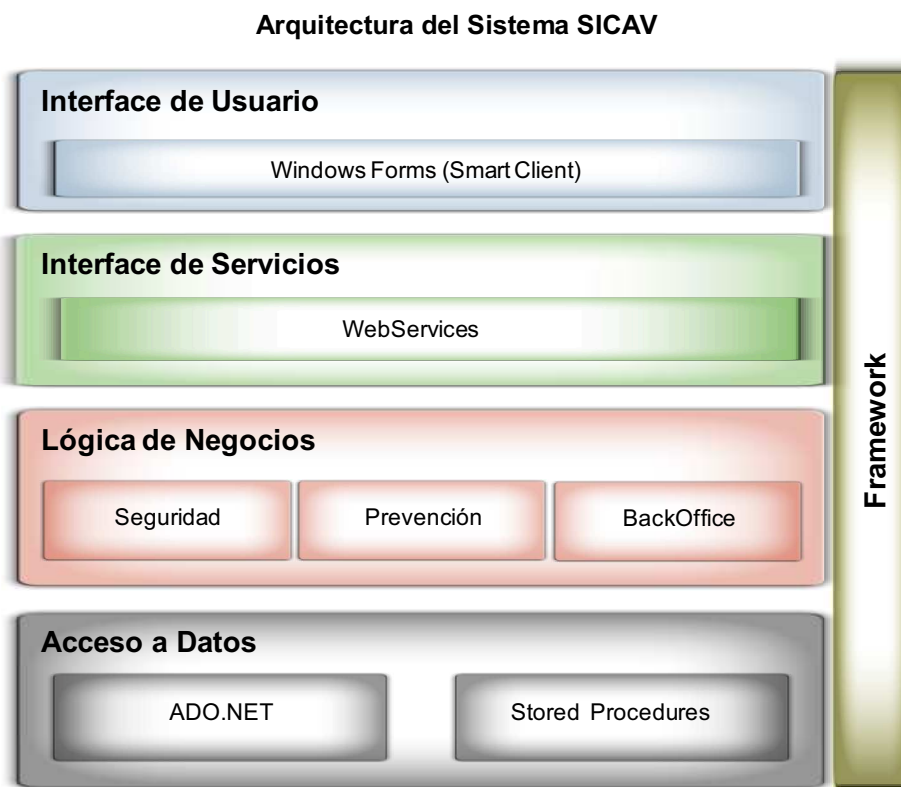 Arquitectura del Sistema SICAV
Interface de Usuario
Windows Forms (Smart Client)
Interface de Servicios
WebServices
Lógica de Negocios
Seguridad
Prevención
BackOffice
Acceso a Datos
ADO.NET
Stored Procedures
Framework